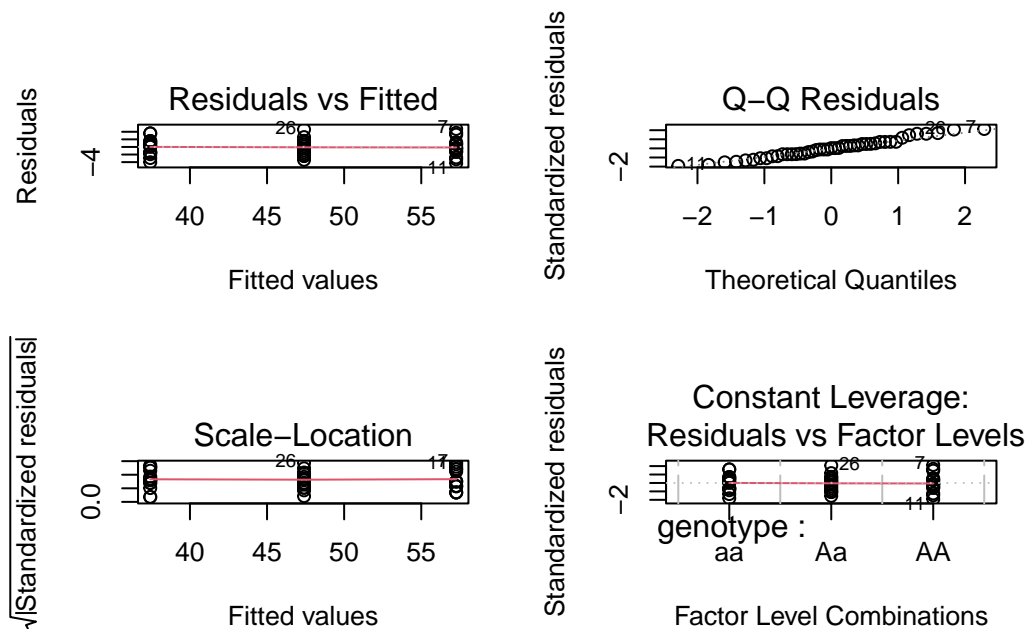 Residuals vs Fitted
Residuals
−4
26
7
11
40 45 50 55
Fitted values
Q−Q Residuals
Standardized residuals
−2
26 7
11
−2 −1 0 1 2
Theoretical Quantiles
Scale−Location
√|Standardized residuals|
0.0
26
7
11
40 45 50 55
Fitted values
Constant Leverage:
Residuals vs Factor Levels
Standardized residuals
−2
26
7
11
genotype :
aa Aa AA
Factor Level Combinations